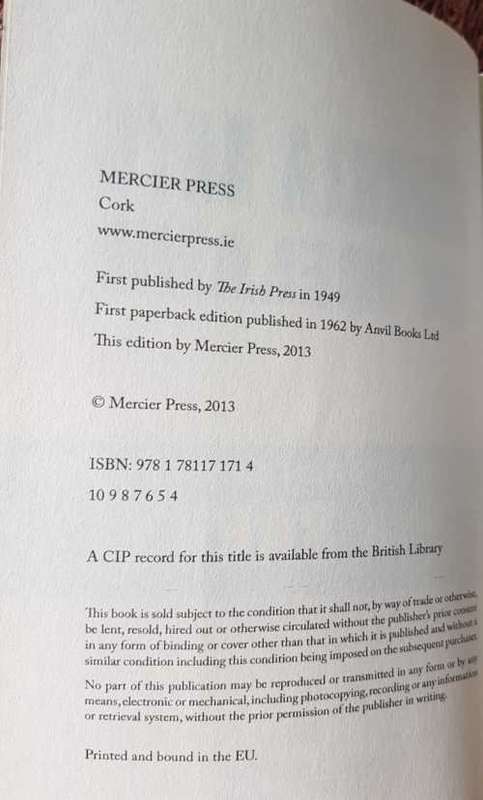 MERCIER PRESS
Cork
www.mercierpress.ie
First published by The Irish Press in 1949
First paperback edition published in 1962 by Anvil Books Ltd
This edition by Mercier Press, 2013
© Mercier Press, 2013
ISBN: 978 1 78117 171 4
10 9 8 7 6 5 4
A CIP record for this title is available from the British Library
This book is sold subject to the condition that it shall not, by way of trade or otherwise,
be lent, resold, hired out or otherwise circulated without the publisher's prior consent
in any form of binding or cover other than that in which it is published and without a
similar condition including this condition being imposed on the subsequent purchaser.
No part of this publication may be reproduced or transmitted in any form or by any
means, electronic or mechanical, including photocopying, recording or any information
or retrieval system, without the prior permission of the publisher in writing.
Printed and bound in the EU.